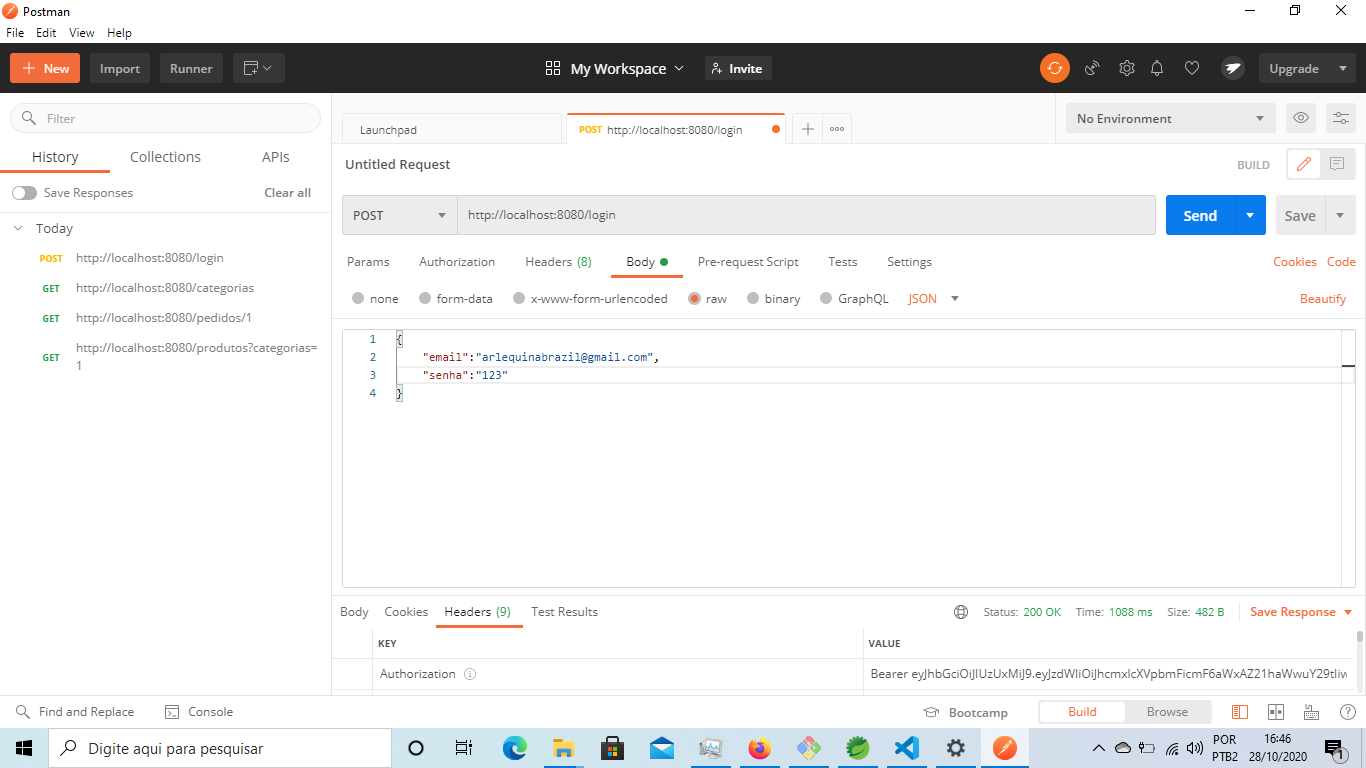 Postman
File Edit View Help
New Import Runner My Workspace Invite Upgrade
Filter
History Collections APIs
Save Responses Clear all
Today
POST http://localhost:8080/login
GET http://localhost:8080/categorias
GET http://localhost:8080/pedidos/1
GET http://localhost:8080/produtos?categorias=
1
Launchpad POST http://localhost:8080/login No Environment
Untitled Request BUILD
POST http://localhost:8080/login Send Save
Params Authorization Headers (8) Body Pre-request Script Tests Settings Cookies Code
none form-data x-www-form-urlencoded raw binary GraphQL JSON Beautify
1 {
2 "email":"arlequinabrazil@gmail.com",
3 "senha":"123"
4 }
Body Cookies Headers (9) Test Results Status: 200 OK Time: 1088 ms Size: 482 B Save Response
KEY VALUE
Authorization Bearer eyJhbGciOiJIUzUxMiJ9.eyJzdWIiOiJhcmxlcXVpbmFicmF6aWxAZ21haWwuY29tIiw
Find and Replace Console Bootcamp Build Browse
Digite aqui para pesquisar
POR 16:46
PTB2 28/10/2020 1